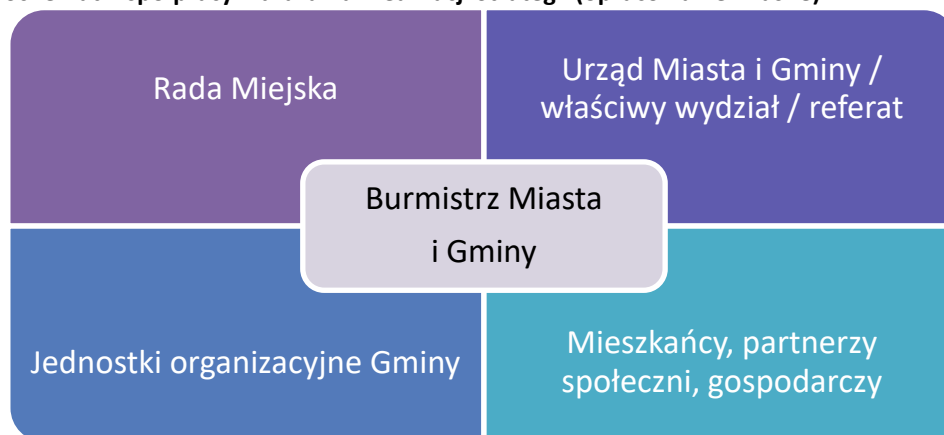 Rada Miejska
Urząd Miasta i Gminy /
właściwy wydział / referat
Burmistrz Miasta
i Gminy
Jednostki organizacyjne Gminy
Mieszkańcy, partnerzy
społeczni, gospodarczy